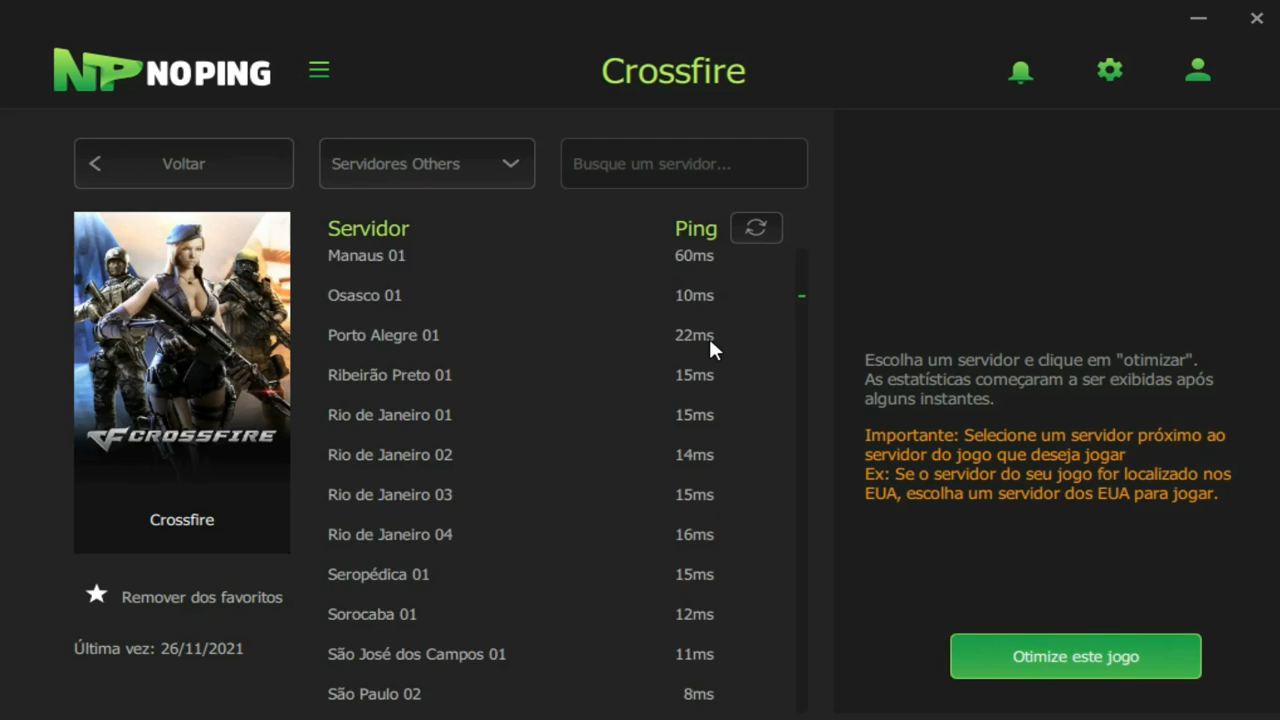 NP NOPING
Crossfire
Voltar
Servidores Others
Busque um servidor...
Servidor Ping
Manaus 01 60ms
Osasco 01 10ms
Porto Alegre 01 22ms
Ribeirão Preto 01 15ms
Rio de Janeiro 01 15ms
Rio de Janeiro 02 14ms
Rio de Janeiro 03 15ms
Rio de Janeiro 04 16ms
Seropédica 01 15ms
Sorocaba 01 12ms
São José dos Campos 01 11ms
São Paulo 02 8ms
CF CROSSFIRE
Crossfire
Remover dos favoritos
Última vez: 26/11/2021
Escolha um servidor e clique em "otimizar".
As estatísticas começaram a ser exibidas após
alguns instantes.
Importante: Selecione um servidor próximo ao
servidor do jogo que deseja jogar
Ex: Se o servidor do seu jogo for localizado nos
EUA, escolha um servidor dos EUA para jogar.
Otimize este jogo